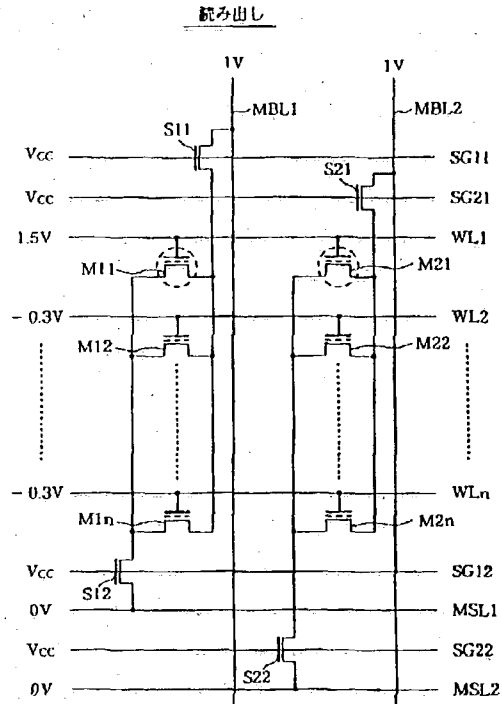 読み出し
1V 1V
MBL1 MBL2
S11
Vcc SG11
S21
Vcc SG21
1.5V WL1
M11 M21
-0.3V WL2
M12 M22
-0.3V WLn
M1n M2n
Vcc SG12
S12
0V MSL1
Vcc SG22
S22
0V MSL2